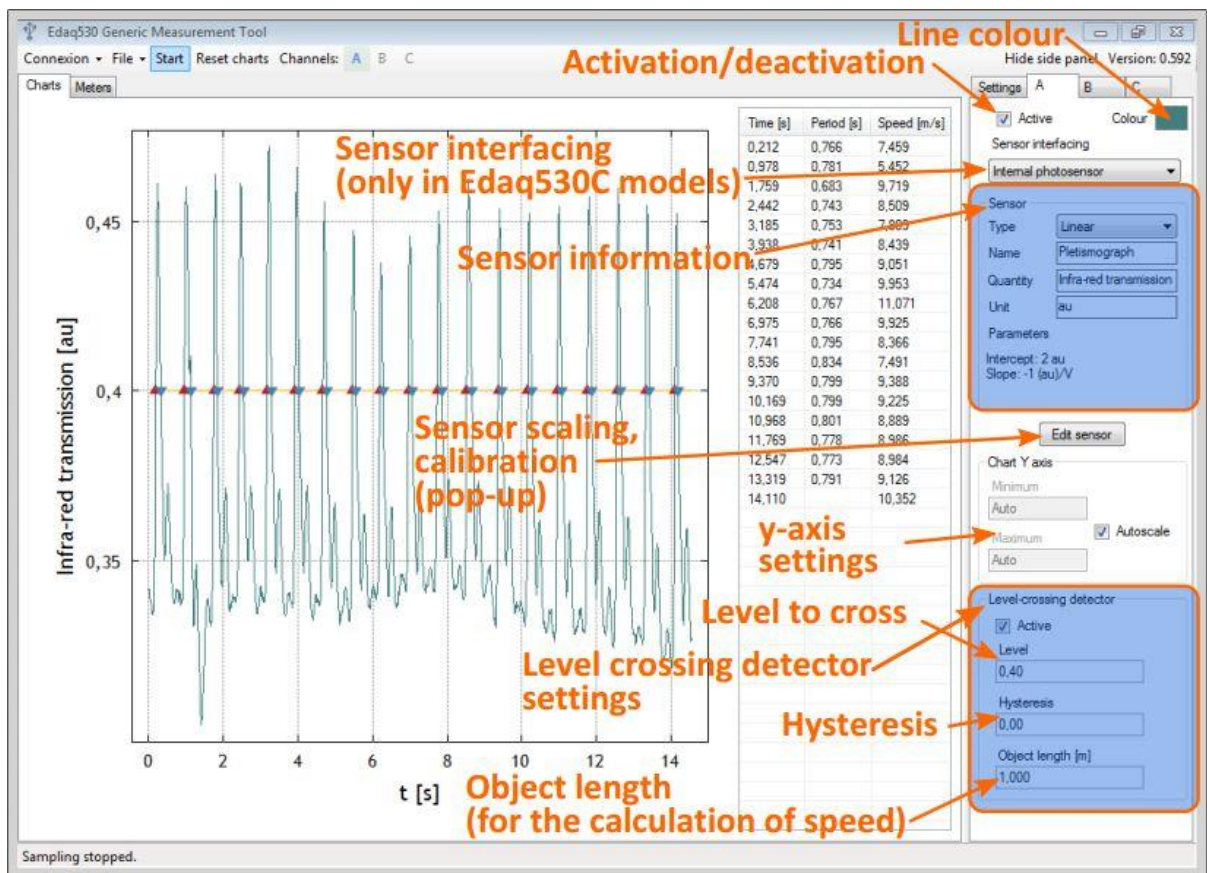 Edaq530 Generic Measurement Tool
Connexion File Start Reset charts Channels: A B C
Hide side panel Version: 0.592
Charts Meters
Settings A B C
Line colour
Activation/deactivation
Active Colour
Sensor interfacing
Internal photosensor
Sensor interfacing
(only in Edaq530C models)
Sensor information
Sensor
Type Linear
Name Pletismograph
Quantity Infra-red transmission
Unit au
Parameters
Intercept: 2 au
Slope: -1 (au)/V
Time [s] Period [s] Speed [m/s]
0,212 0,766 7,459
0,978 0,781 5,452
1,759 0,683 9,719
2,442 0,743 8,509
3,185 0,753
3,938 0,741 8,439
4,679 0,795 9,051
5,474 0,734 9,953
6,208 0,767 11,071
6,975 0,766 9,925
7,741 0,795 8,366
8,536 0,834 7,491
9,370 0,799 9,388
10,169 0,799 9,225
10,968 0,801 8,889
11,769 0,778 8,986
12,547 0,773 8,984
13,319 0,791 9,126
14,110 10,352
Sensor scaling,
calibration
(pop-up)
Edit sensor
Chart Y axis
Minimum
Auto
Autoscale
Maximum
Auto
y-axis
settings
Level to cross
Level crossing detector
settings
Hysteresis
Object length
(for the calculation of speed)
Level-crossing detector
Active
Level
0,40
Hysteresis
0,00
Object length [m]
1,000
Infra-red transmission [au]
0,45
0,4
0,35
0 2 4 6 8 10 12 14
t [s]
Sampling stopped.